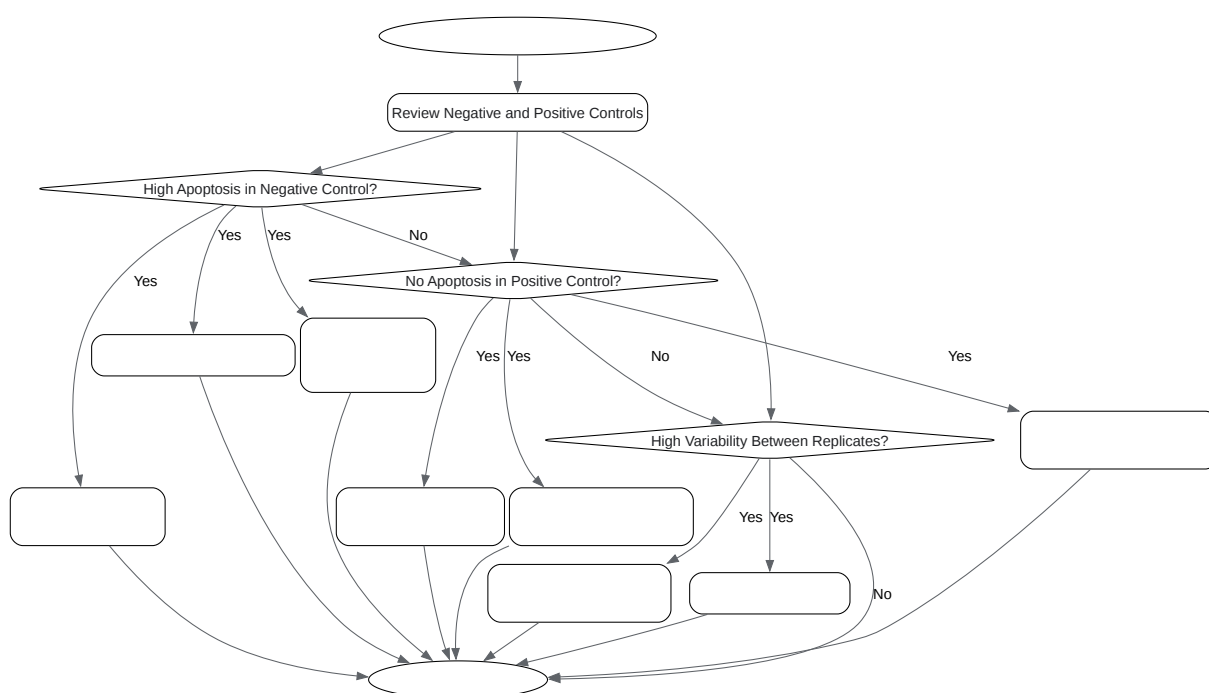 Review Negative and Positive Controls
High Apoptosis in Negative Control?
Yes
Yes
No
Yes
No Apoptosis in Positive Control?
Yes
Yes
No
Yes
High Variability Between Replicates?
Yes
Yes
No